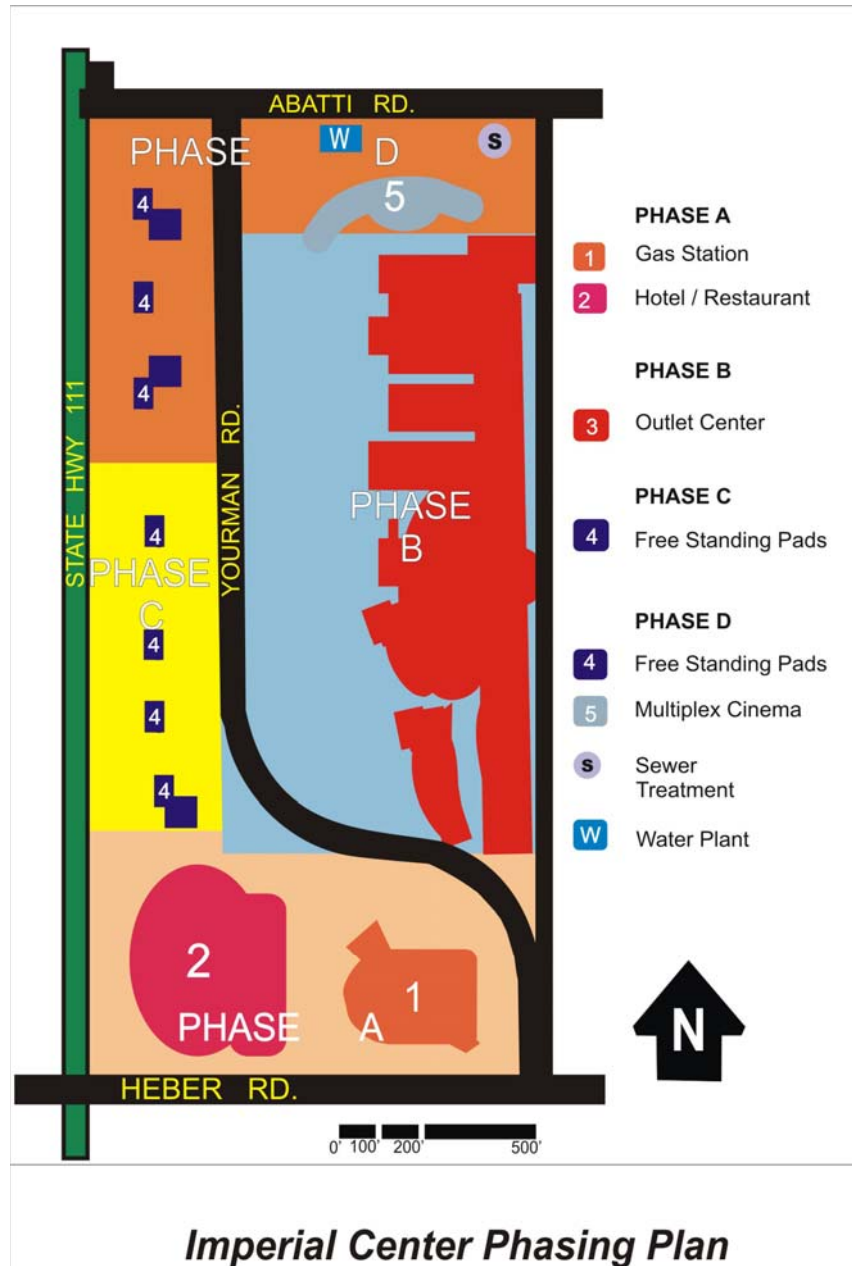 ABATTI RD.
PHASE D
W
S
5
4
4
4
STATE HWY 111
YOURMAN RD.
PHASE B
4
PHASE C
4
4
4
2
1
PHASE A
HEBER RD.
0' 100' 200' 500'
PHASE A
1 Gas Station
2 Hotel / Restaurant
PHASE B
3 Outlet Center
PHASE C
4 Free Standing Pads
PHASE D
4 Free Standing Pads
5 Multiplex Cinema
S Sewer
Treatment
W Water Plant
N
Imperial Center Phasing Plan